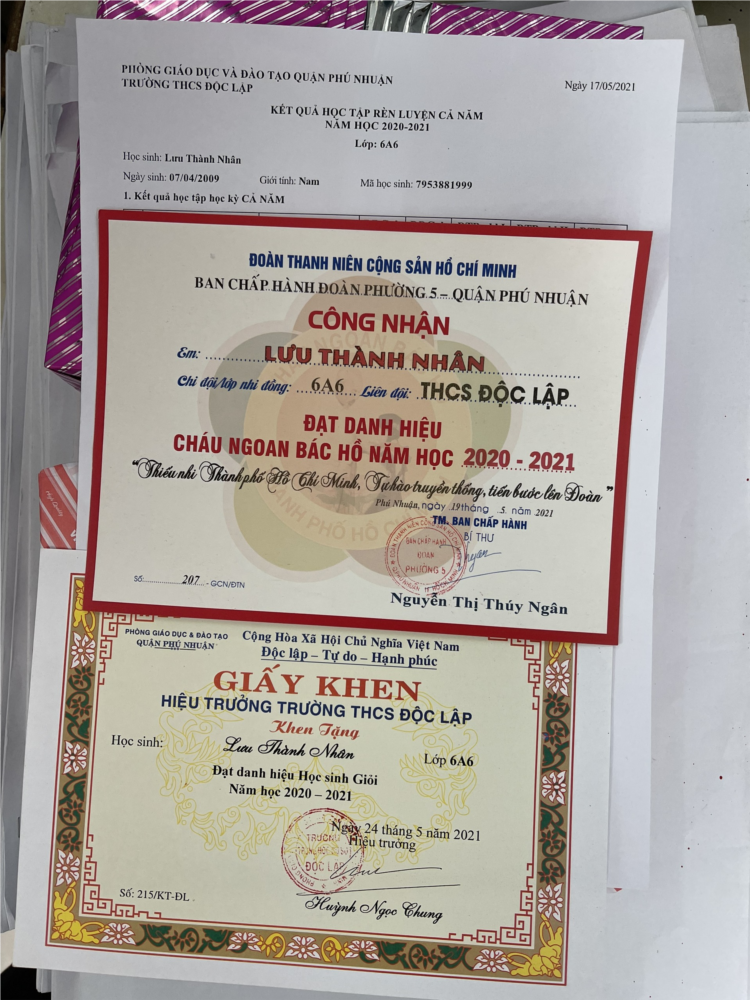 PHÒNG GIÁO DỤC VÀ ĐÀO TẠO QUẬN PHÚ NHUẬN
TRƯỜNG THCS ĐỘC LẬP
Ngày 17/05/2021
KẾT QUẢ HỌC TẬP RÈN LUYỆN CẢ NĂM
NĂM HỌC 2020-2021
Lớp: 6A6
Học sinh: Lưu Thành Nhân
Ngày sinh: 07/04/2009 Giới tính: Nam Mã học sinh: 7953881999
1. Kết quả học tập học kỳ CẢ NĂM
ĐOÀN THANH NIÊN CỘNG SẢN HỒ CHÍ MINH
BAN CHẤP HÀNH ĐOÀN PHƯỜNG 5 – QUẬN PHÚ NHUẬN
CÔNG NHẬN
Em: LƯU THÀNH NHÂN
Chi đội/lớp nhi đồng: 6A6 Liên đội: THCS ĐỘC LẬP
ĐẠT DANH HIỆU
CHÁU NGOAN BÁC HỒ NĂM HỌC 2020 - 2021
"Thiếu nhi Thành phố Hồ Chí Minh, Tự hào truyền thống, tiến bước lên Đoàn"
Phú Nhuận, ngày 19 tháng 5 năm 2021
TM. BAN CHẤP HÀNH
BÍ THƯ
BAN CHẤP HÀNH
ĐOÀN
PHƯỜNG 5
Số: 207 - GCN/ĐTN
Nguyễn Thị Thúy Ngân
PHÒNG GIÁO DỤC & ĐÀO TẠO
QUẬN PHÚ NHUẬN
Cộng Hòa Xã Hội Chủ Nghĩa Việt Nam
Độc lập – Tự do – Hạnh phúc
GIẤY KHEN
HIỆU TRƯỞNG TRƯỜNG THCS ĐỘC LẬP
Khen Tặng
Học sinh: Lưu Thành Nhân Lớp 6A6
Đạt danh hiệu Học sinh Giỏi
Năm học 2020 – 2021
Ngày 24 tháng 5 năm 2021
Hiệu trưởng
TRƯỜNG
ĐỘC LẬP
Số: 215/KT-ĐL
Huỳnh Ngọc Chung